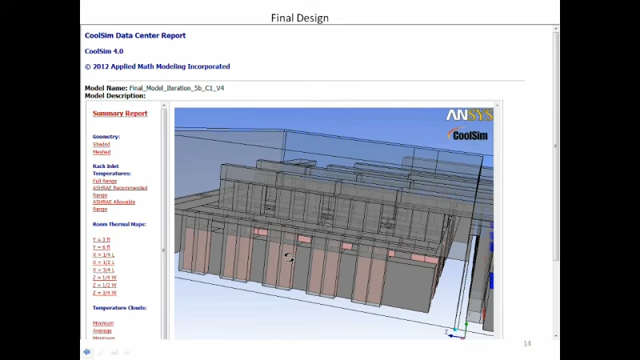 Final Design
CoolSim Data Center Report
CoolSim 4.0
© 2012 Applied Math Modeling Incorporated
Model Name: Final_Model_Iteration_5b_C1_V4
Model Description:
Summary Report
Geometry:
Shaded
Meshed
Rack Inlet
Temperatures:
Full Range
ASHRAE Recommended
Range
ASHRAE Allowable
Range
Room Thermal Maps:
Y = 3 ft
Y = 6 ft
X = 1/4 L
X = 1/2 L
X = 3/4 L
Z = 1/4 W
Z = 1/2 W
Z = 3/4 W
Temperature Clouds:
Minimum
Average
Maximum
ANSYS
CoolSim
Z
14